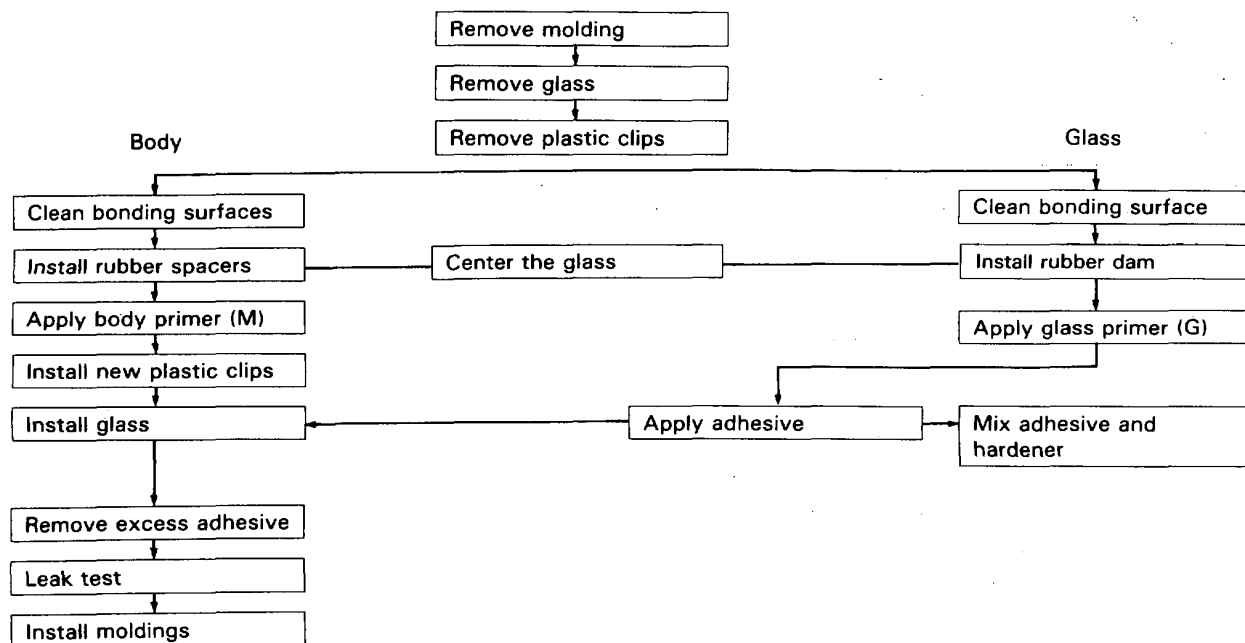 Remove molding
Remove glass
Remove plastic clips
Body
Glass
Clean bonding surfaces
Clean bonding surface
Install rubber spacers
Center the glass
Install rubber dam
Apply body primer (M)
Apply glass primer (G)
Install new plastic clips
Install glass
Apply adhesive
Mix adhesive and
hardener
Remove excess adhesive
Leak test
Install moldings